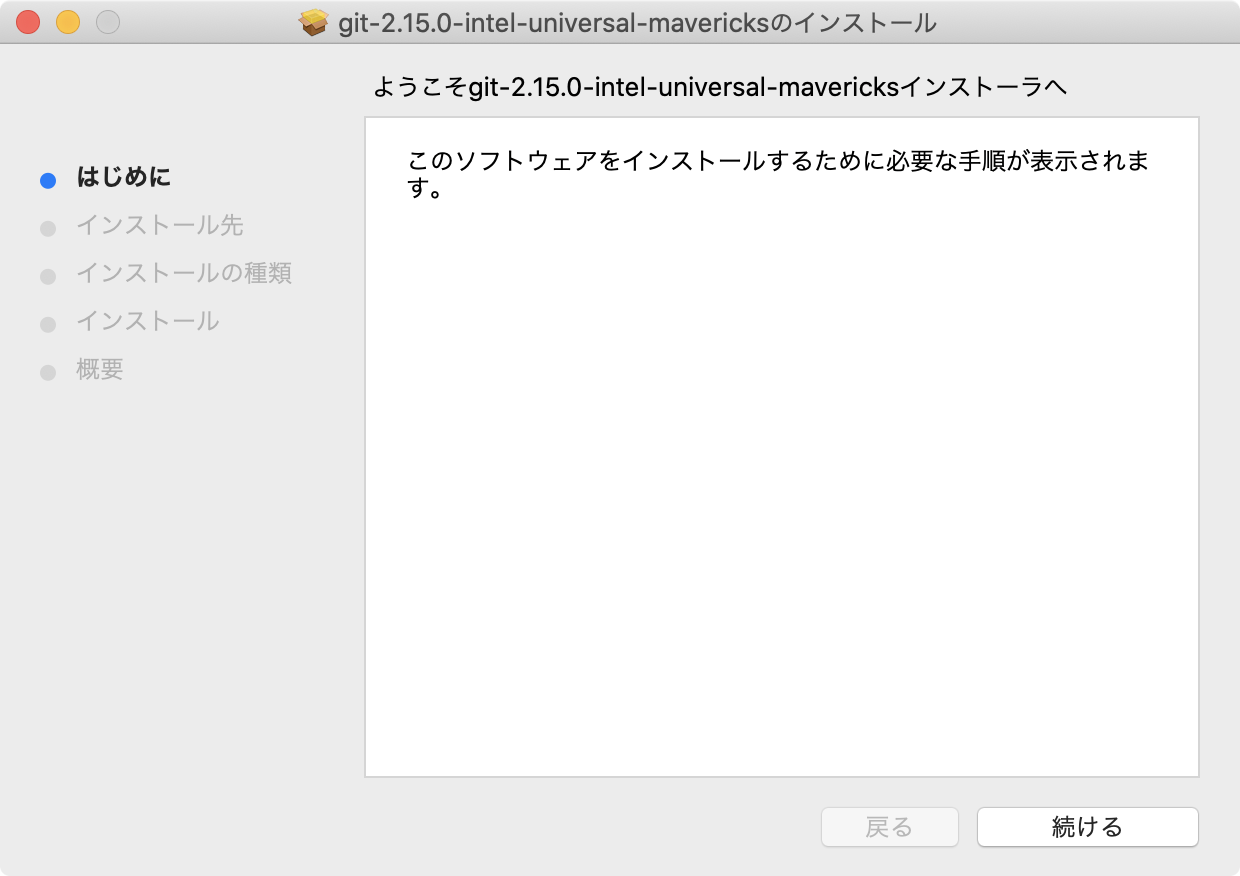 git-2.15.0-intel-universal-mavericksのインストール
ようこそgit-2.15.0-intel-universal-mavericksインストーラへ
はじめに
インストール先
インストールの種類
インストール
概要
このソフトウェアをインストールするために必要な手順が表示されま
す。
戻る
続ける